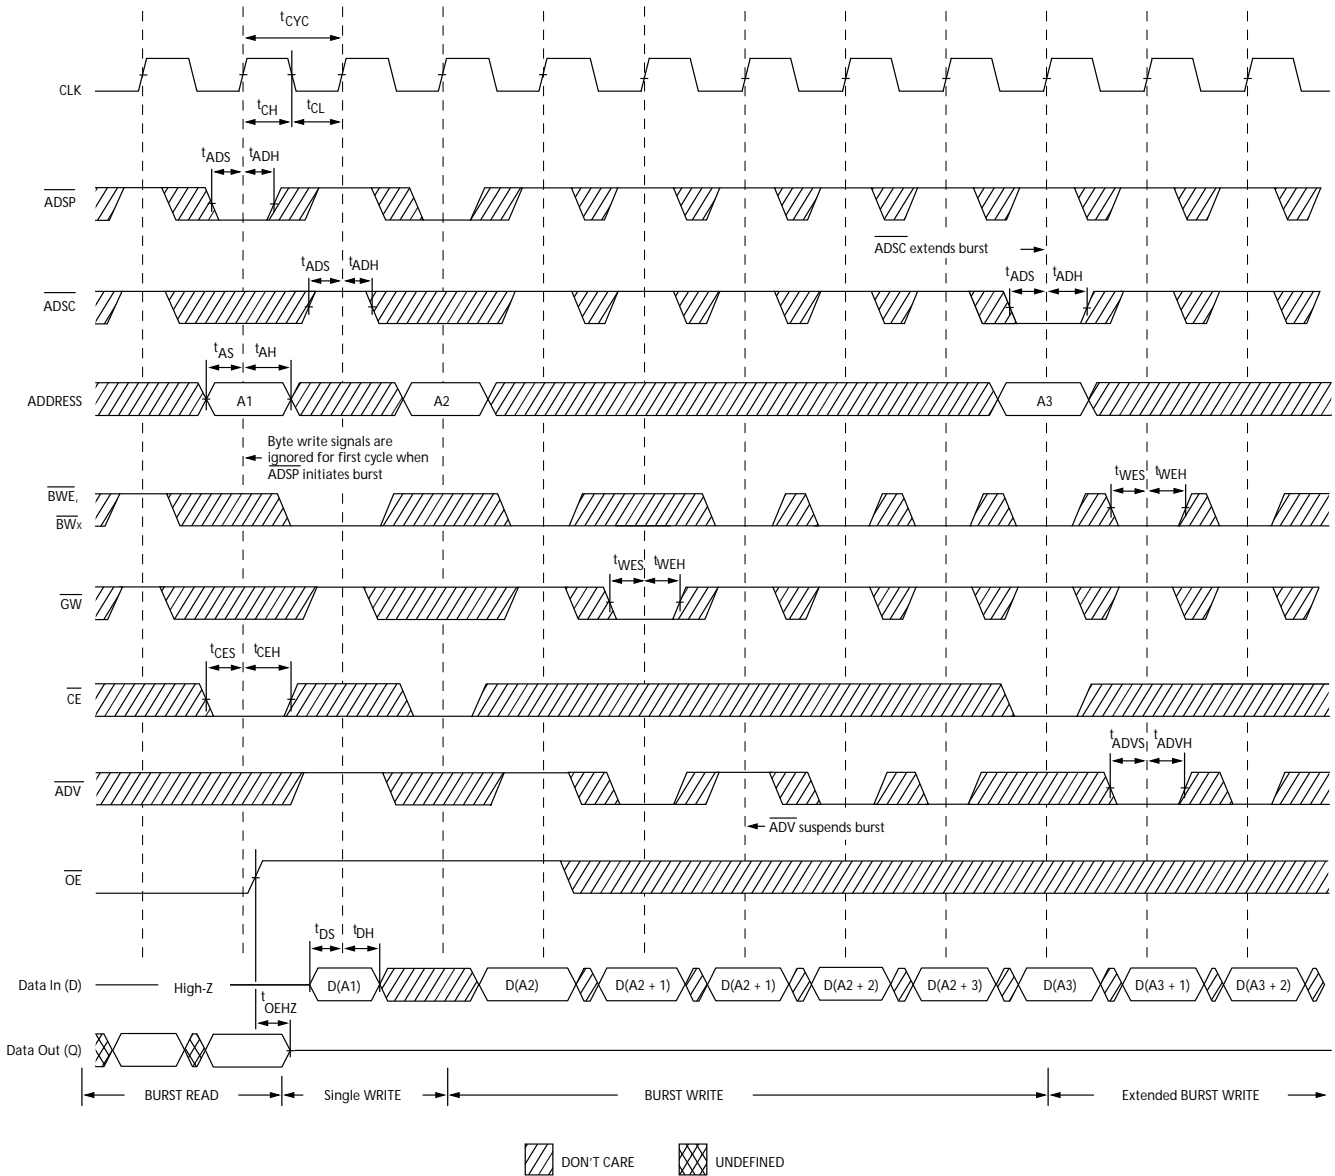 tCYC
CLK
tCH
tCL
tADS
tADH
ADSP
ADSC extends burst
tADS
tADH
tADS
tADH
ADSC
tAS
tAH
ADDRESS
A1
A2
A3
Byte write signals are
ignored for first cycle when
ADSP initiates burst
BWE,
BWx
tWES
tWEH
tWES
tWEH
GW
tCES
tCEH
CE
tADVS
tADVH
ADV
ADV suspends burst
OE
tDS
tDH
Data In (D)
High-Z
D(A1)
D(A2)
D(A2 + 1)
D(A2 + 1)
D(A2 + 2)
D(A2 + 3)
D(A3)
D(A3 + 1)
D(A3 + 2)
tOEHZ
Data Out (Q)
BURST READ
Single WRITE
BURST WRITE
Extended BURST WRITE
DON'T CARE
UNDEFINED